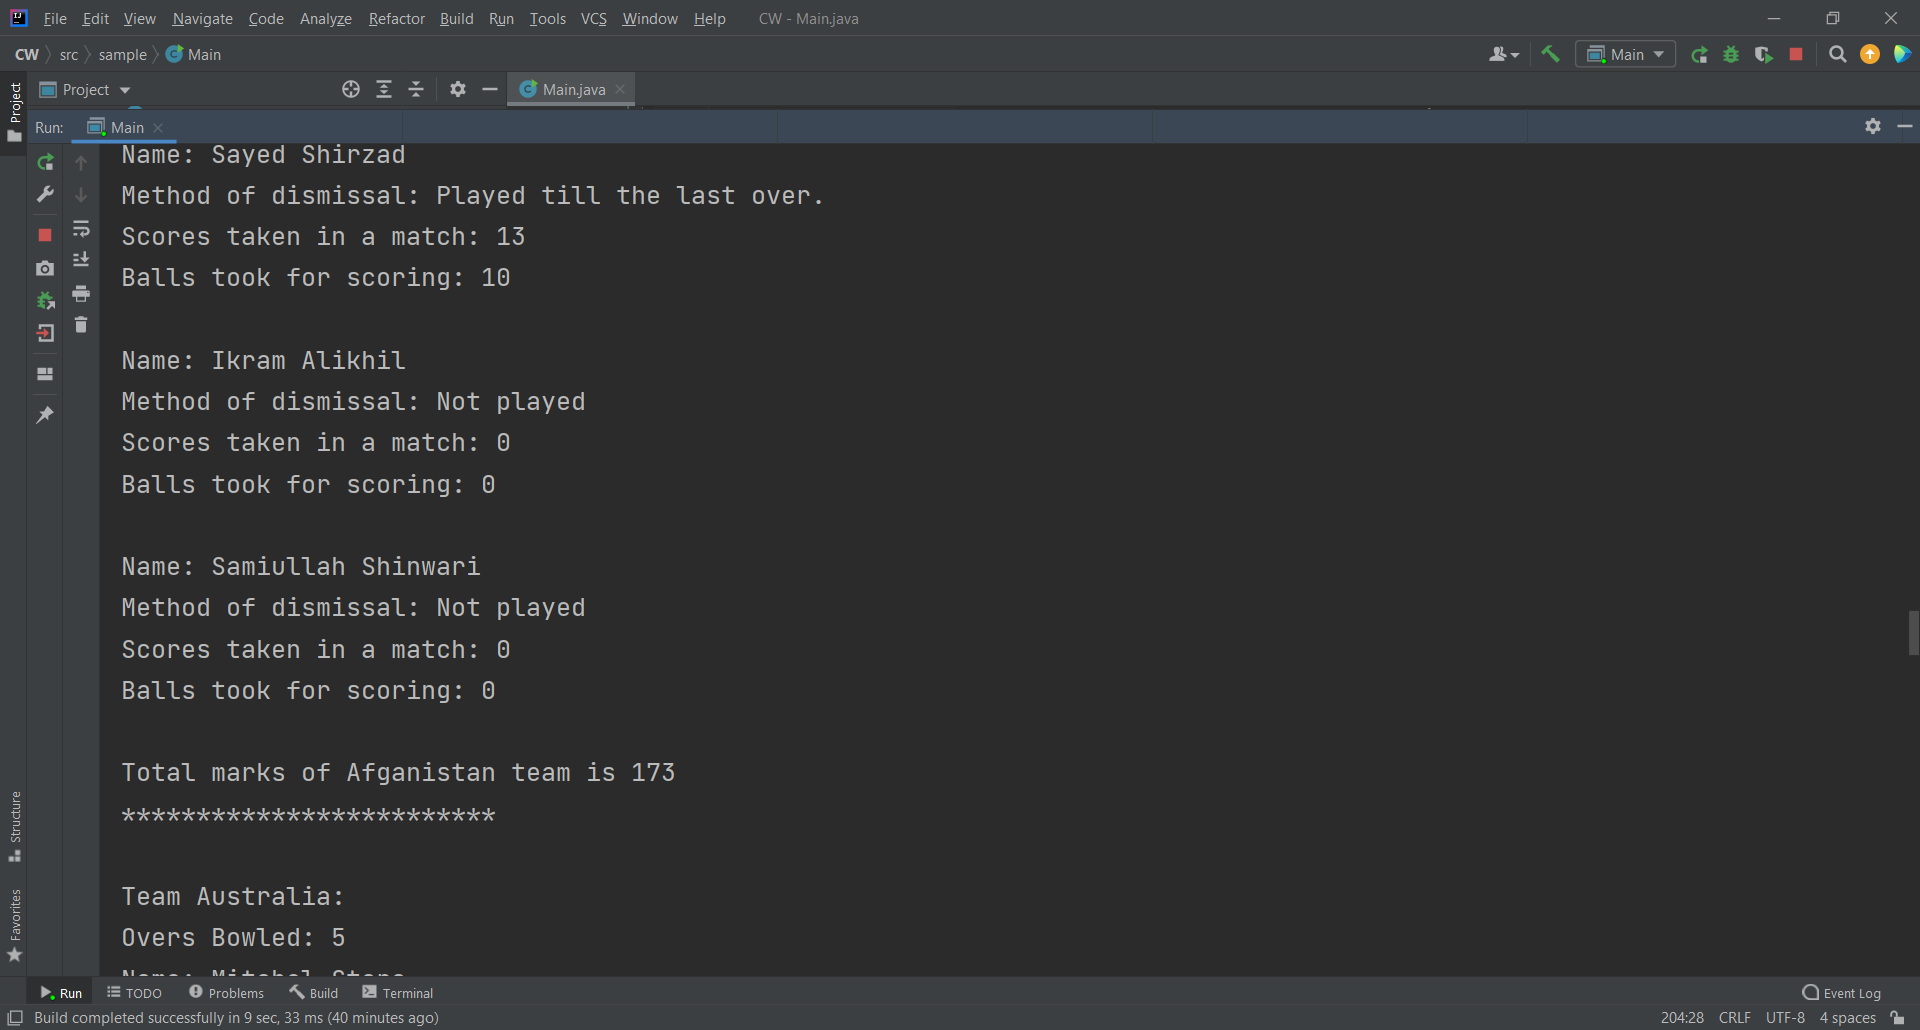 File Edit View Navigate Code Analyze Refactor Build Run Tools VCS Window Help CW - Main.java
CW src sample Main Main
Project Project Main.java
Run: Main
Name: Sayed Shirzad
Method of dismissal: Played till the last over.
Scores taken in a match: 13
Balls took for scoring: 10
Name: Ikram Alikhil
Method of dismissal: Not played
Scores taken in a match: 0
Balls took for scoring: 0
Name: Samiullah Shinwari
Method of dismissal: Not played
Scores taken in a match: 0
Balls took for scoring: 0
Total marks of Afganistan team is 173
*************************
Structure
Team Australia:
Favorites
Overs Bowled: 5
Name:
Run TODO Problems Build Terminal Event Log
Build completed successfully in 9 sec, 33 ms (40 minutes ago) 204:28 CRLF UTF-8 4 spaces